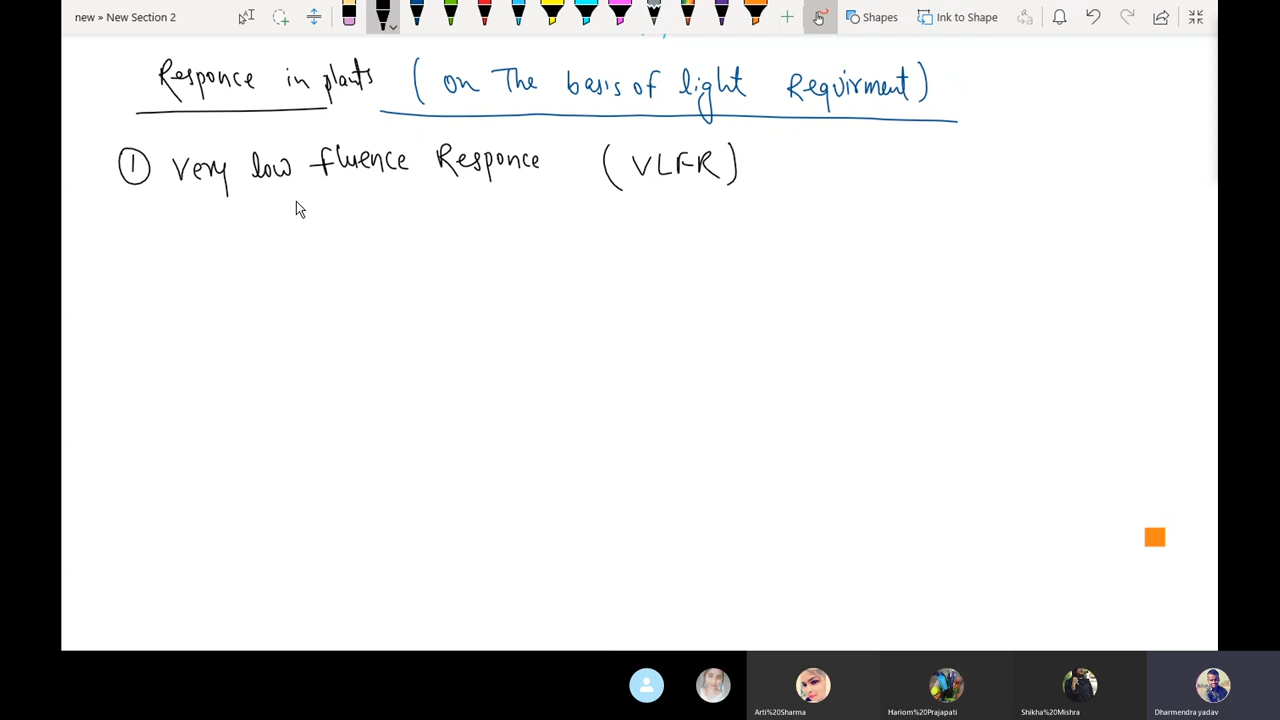 new » New Section 2
Shapes
Ink to Shape
Responce in plants (on The basis of light Requirment)
① Very low fluence Responce (VLFR)
Arti%20Sharma
Hariom%20Prajapati
Shikha%20Mishra
Dharmendra yadav